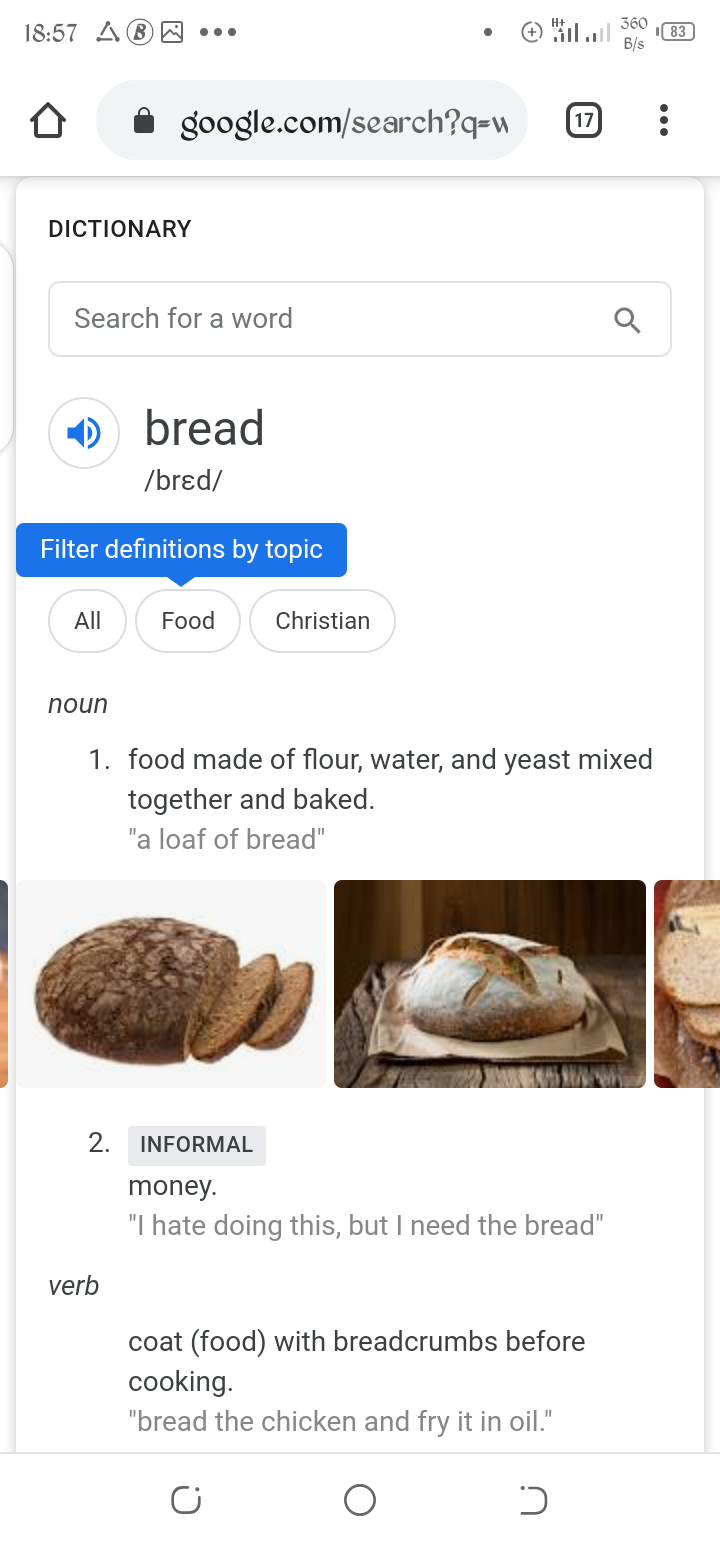 18:57
360
H+
B/s
83
google.com/search?q=w
17
DICTIONARY
Search for a word
bread
/brɛd/
Filter definitions by topic
All Food Christian
noun
1. food made of flour, water, and yeast mixed
together and baked.
"a loaf of bread"
2. INFORMAL
money.
"I hate doing this, but I need the bread"
verb
coat (food) with breadcrumbs before
cooking.
"bread the chicken and fry it in oil."